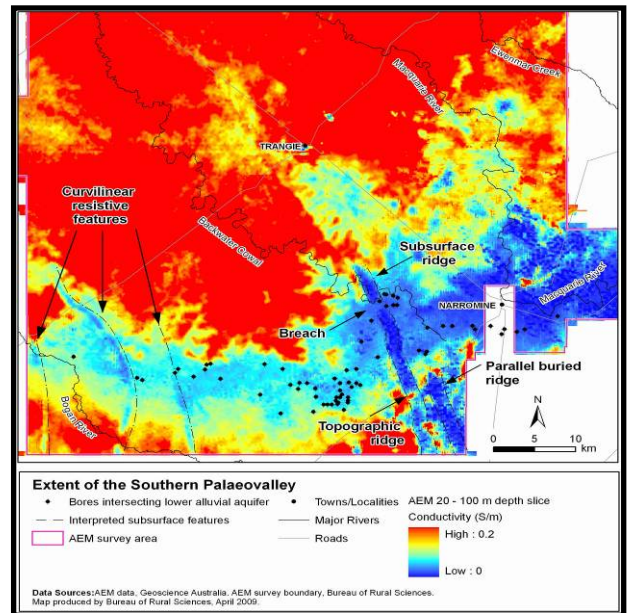 Ewenmar Creek
Macquarie River
TRANGIE
Curvilinear
resistive
features
Backwater Cowal
Subsurface
ridge
Macquarie River
NARROMINE
Breach
Parallel buried
ridge
Bogan River
Topographic
ridge
N
0 5 10
km
Extent of the Southern Palaeovalley
Bores intersecting lower alluvial aquifer
Interpreted subsurface features
AEM survey area
Towns/Localities
Major Rivers
Roads
AEM 20 - 100 m depth slice
Conductivity (S/m)
High : 0.2
Low : 0
Data Sources:AEM data, Geoscience Australia. AEM survey boundary, Bureau of Rural Sciences.
Map produced by Bureau of Rural Sciences, April 2009.